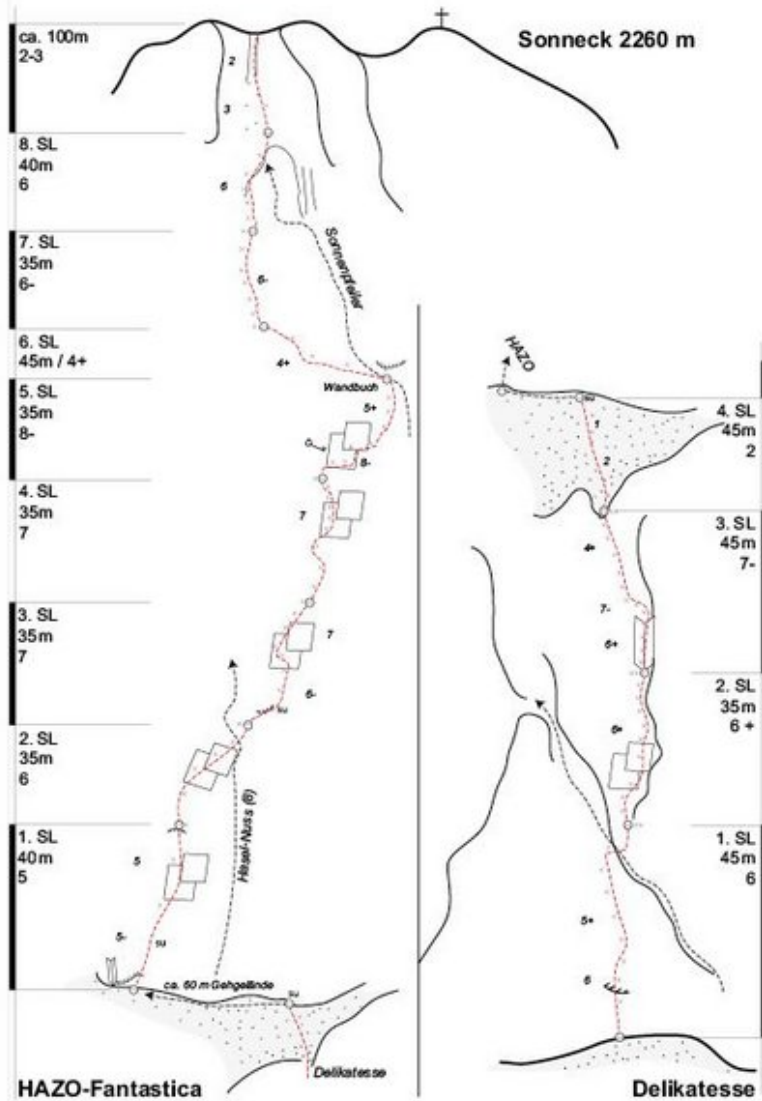 Sonneck 2260 m
ca. 100m
2-3
8. SL
40m
6
7. SL
35m
6-
6. SL
45m / 4+
5. SL
35m
8-
4. SL
35m
7
3. SL
35m
7
2. SL
35m
6
1. SL
40m
5
2
3
6
Sonnenpfeiler
6-
4+
Wandbuch
5+
8-
7
7
6-
su
Hasel-Nuss (6)
5
5-
su
ca. 60 m Gehgelände
su
Delikatesse
HAZO-Fantastica
HAZO
su
1
2
4. SL
45m
2
3. SL
45m
7-
4+
7-
6+
2. SL
35m
6 +
6+
1. SL
45m
6
5+
6
Delikatesse